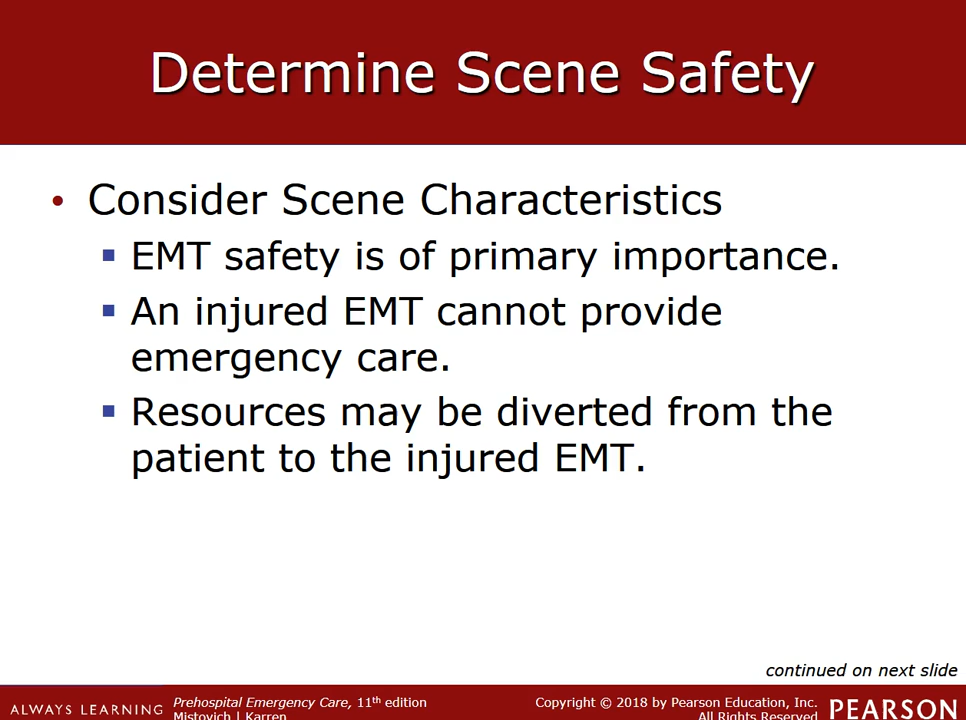 Determine Scene Safety
• Consider Scene Characteristics
▪ EMT safety is of primary importance.
▪ An injured EMT cannot provide
emergency care.
▪ Resources may be diverted from the
patient to the injured EMT.
continued on next slide
ALWAYS LEARNING
Prehospital Emergency Care, 11th edition
Mistovich | Karren
Copyright © 2018 by Pearson Education, Inc.
All Rights Reserved
PEARSON